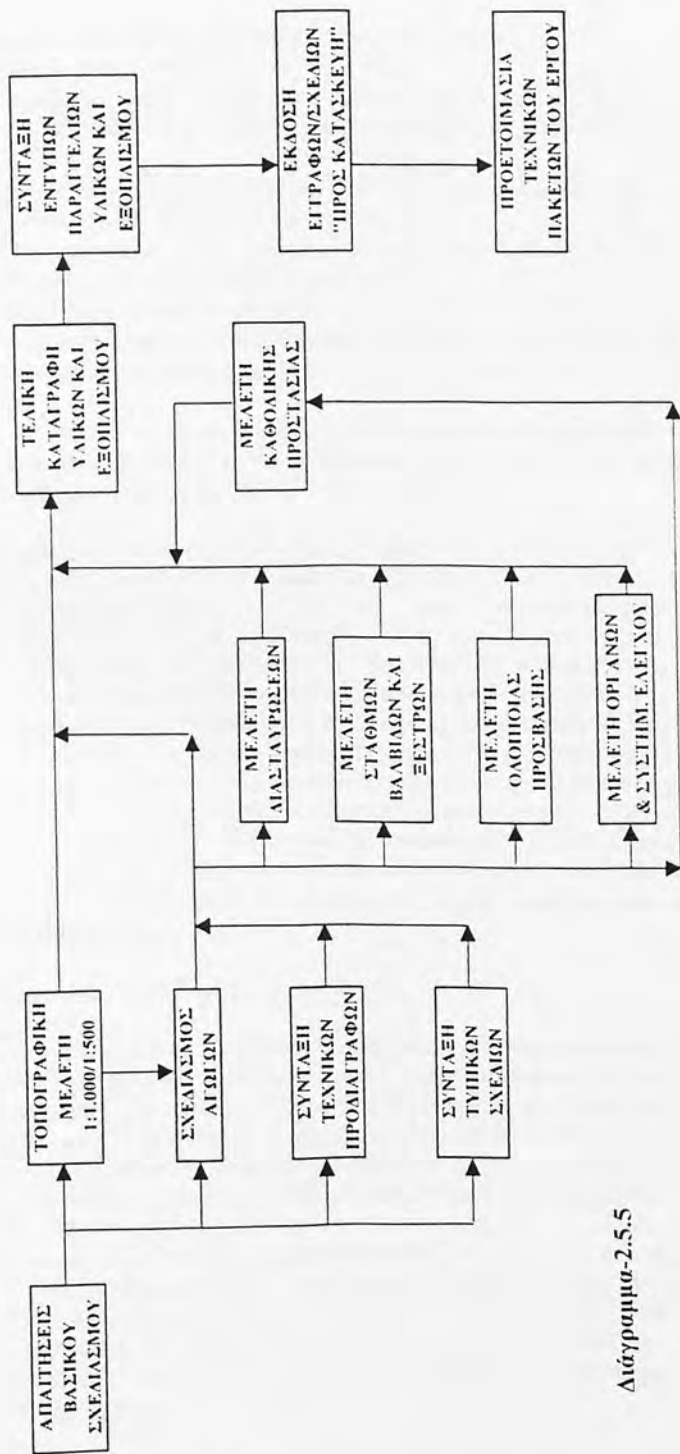 ΑΠΑΙΤΗΣΕΙΣ
ΒΑΣΙΚΟΥ
ΣΧΕΔΙΑΣΜΟΥ
ΤΟΠΟΓΡΑΦΙΚΗ
ΜΕΛΕΤΗ
1:1.000/1:500
ΣΧΕΔΙΑΣΜΟΣ
ΑΓΩΓΩΝ
ΣΥΝΤΑΞΗ
ΤΕΧΝΙΚΩΝ
ΠΡΟΔΙΑΓΡΑΦΩΝ
ΣΥΝΤΑΞΗ
ΤΥΠΙΚΩΝ
ΣΧΕΔΙΩΝ
ΜΕΛΕΤΗ
ΔΙΑΣΤΑΥΡΩΣΕΩΝ
ΜΕΛΕΤΗ
ΣΤΑΘΜΩΝ
ΒΑΛΒΙΔΩΝ ΚΑΙ
ΞΕΣΤΡΩΝ
ΜΕΛΕΤΗ
ΟΔΟΠΟΙΙΑΣ
ΠΡΟΣΒΑΣΗΣ
ΜΕΛΕΤΗ ΟΡΓΑΝΩΝ
& ΣΥΣΤΗΜ. ΕΛΕΓΧΟΥ
ΜΕΛΕΤΗ
ΚΑΘΟΔΙΚΗΣ
ΠΡΟΣΤΑΣΙΑΣ
ΤΕΛΙΚΗ
ΚΑΤΑΓΡΑΦΗ
ΥΛΙΚΩΝ ΚΑΙ
ΕΞΟΠΛΙΣΜΟΥ
ΣΥΝΤΑΞΗ
ΕΝΤΥΠΩΝ
ΠΑΡΑΓΓΕΛΙΩΝ
ΥΛΙΚΩΝ ΚΑΙ
ΕΞΟΠΛΙΣΜΟΥ
ΕΚΔΟΣΗ
ΕΓΓΡΑΦΩΝ/ΣΧΕΔΙΩΝ
"ΠΡΟΣ ΚΑΤΑΣΚΕΥΗ"
ΠΡΟΕΤΟΙΜΑΣΙΑ
ΤΕΧΝΙΚΩΝ
ΠΑΚΕΤΩΝ ΤΟΥ ΕΡΓΟΥ
Διάγραμμα-2.5.5